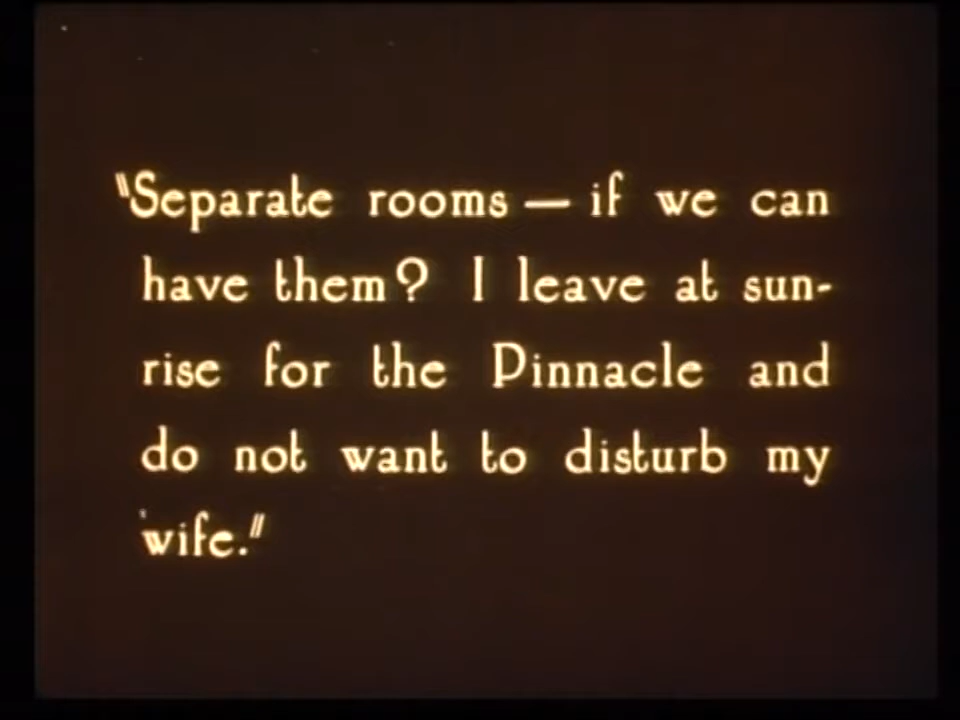 "Separate rooms — if we can
have them? I leave at sun-
rise for the Pinnacle and
do not want to disturb my
wife."